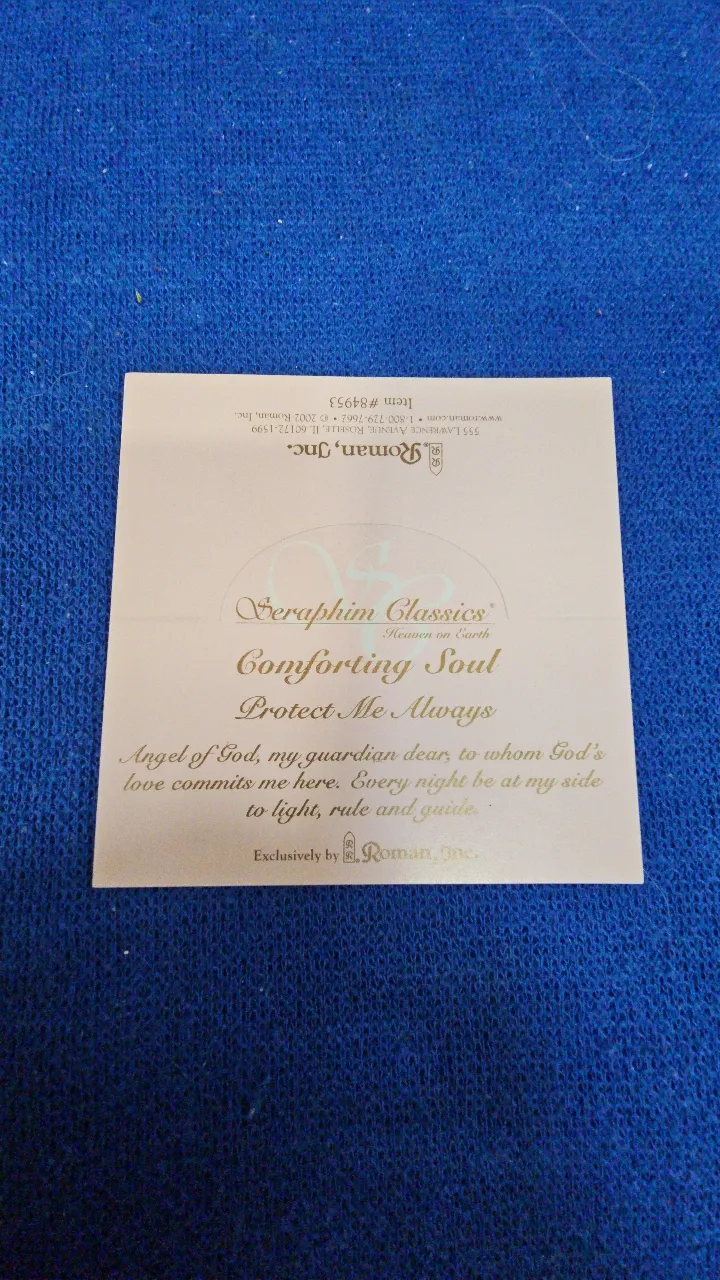 Item #84953
www.roman.com • 1-800-729-7662 • © 2002 Roman, Inc.
555 Lawrence Avenue, Roselle, IL 60172-1599
Roman, Inc.®
Seraphim Classics®
Heaven on Earth
Comforting Soul
Protect Me Always
Angel of God, my guardian dear, to whom God's
love commits me here. Every night be at my side
to light, rule and guide.
Exclusively by Roman, Inc.